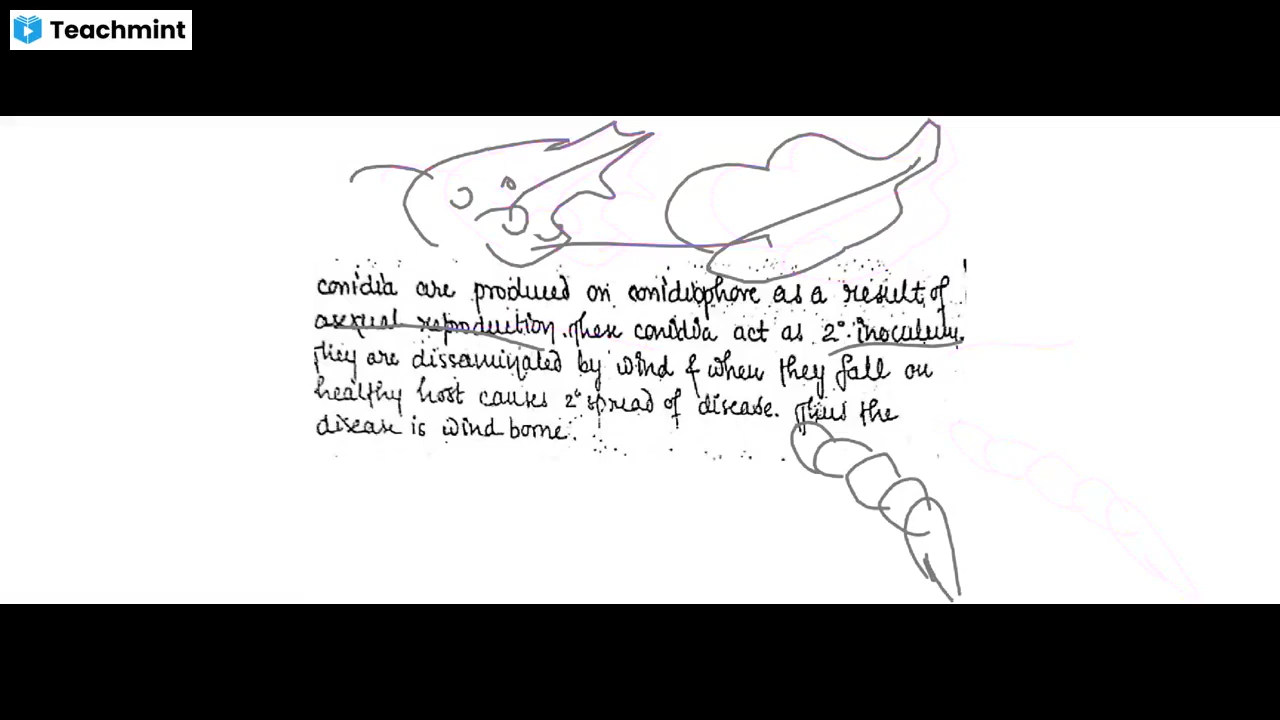 Teachmint
conidia are produced on conidiophore as a result of
asexual reproduction. These conidia act as 2° inoculum.
They are dissaminated by wind & when they fall on
healthy host causes 2° spread of disease. Thus the
disease is wind borne.